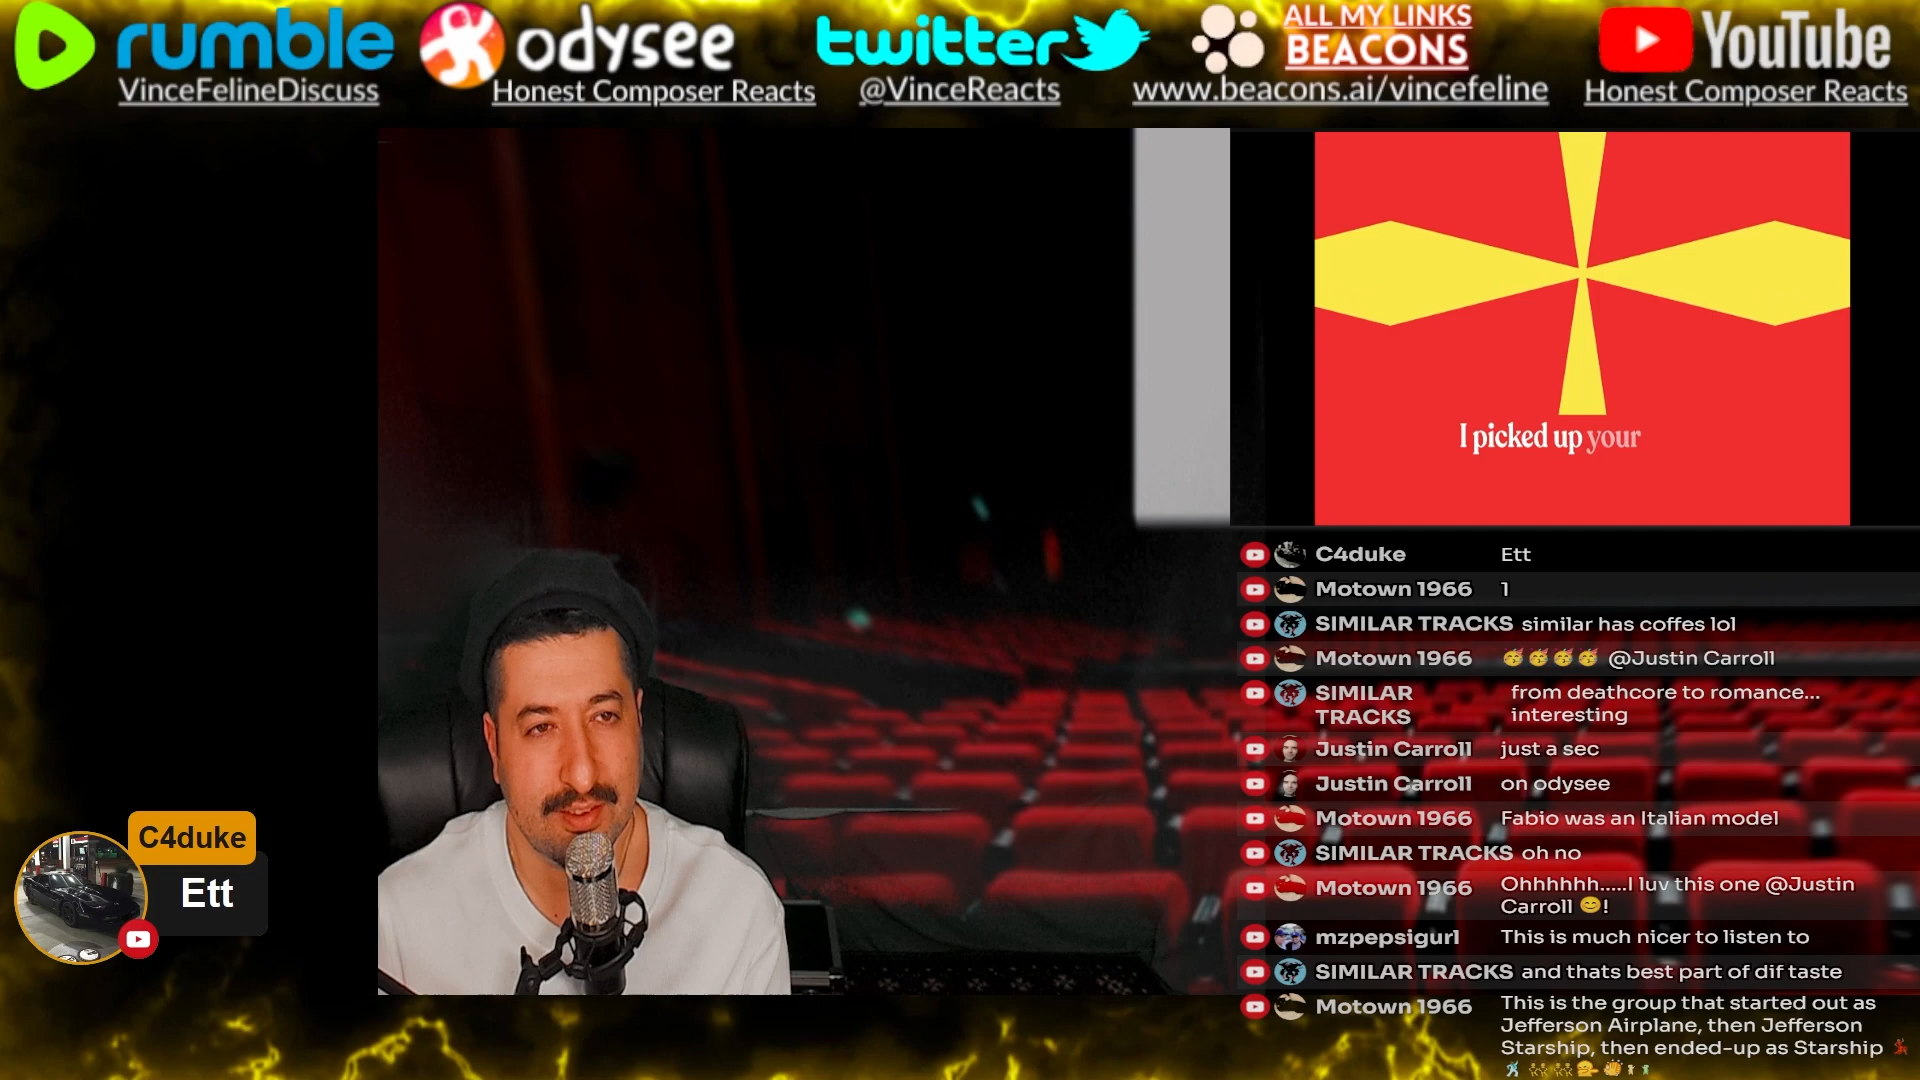 rumble
VinceFelineDiscuss
odysee
Honest Composer Reacts
twitter
@VinceReacts
ALL MY LINKS
BEACONS
www.beacons.ai/vincefeline
YouTube
Honest Composer Reacts
I picked up your
C4duke Ett
Motown 1966 1
SIMILAR TRACKS similar has coffes lol
Motown 1966 🥳🥳🥳🥳 @Justin Carroll
SIMILAR TRACKS from deathcore to romance...
interesting
Justin Carroll just a sec
Justin Carroll on odysee
Motown 1966 Fabio was an Italian model
SIMILAR TRACKS oh no
Motown 1966 Ohhhhhh.....I luv this one @Justin
Carroll 😊!
mzpepsigurl This is much nicer to listen to
SIMILAR TRACKS and thats best part of dif taste
Motown 1966 This is the group that started out as
Jefferson Airplane, then Jefferson
Starship, then ended-up as Starship
C4duke
Ett